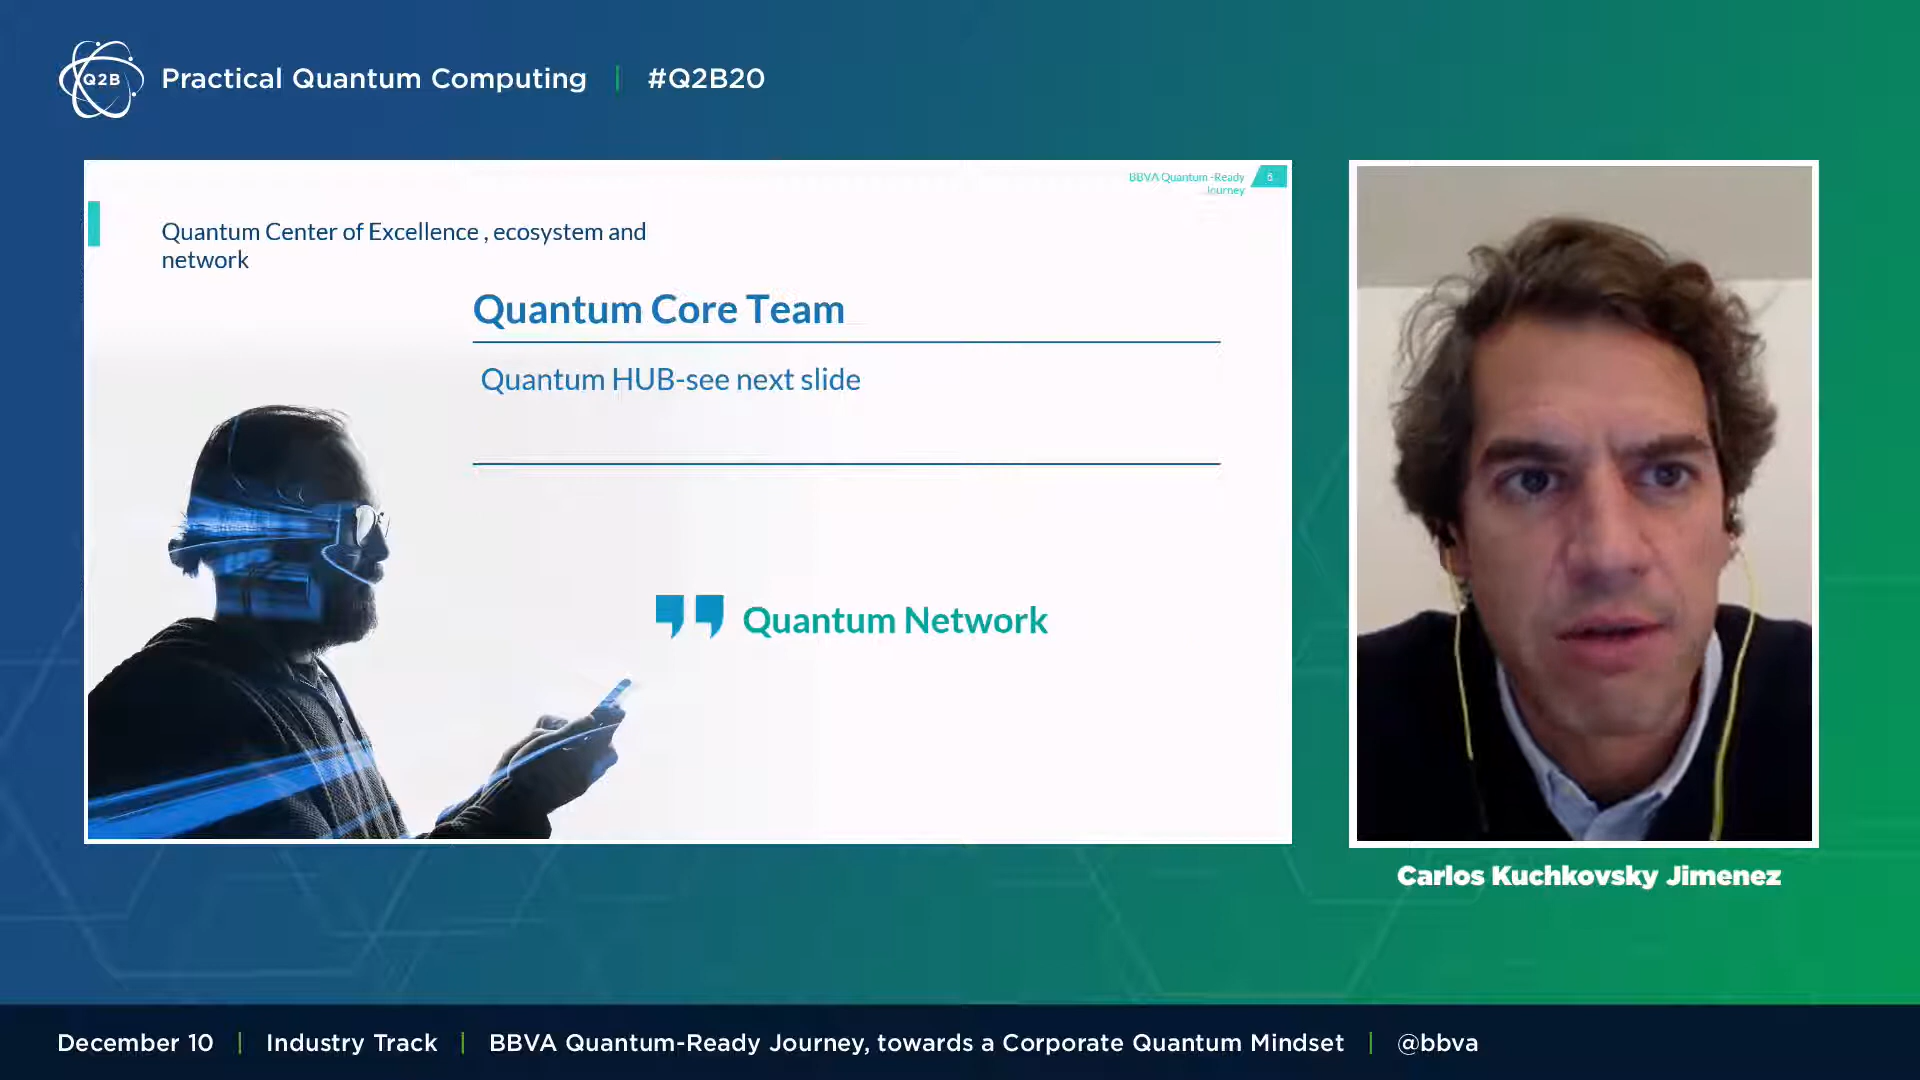 Q2B
Practical Quantum Computing | #Q2B20
BBVA Quantum -Ready
Journey
6
Quantum Center of Excellence , ecosystem and
network
Quantum Core Team
Quantum HUB-see next slide
Quantum Network
Carlos Kuchkovsky Jimenez
December 10 | Industry Track | BBVA Quantum-Ready Journey, towards a Corporate Quantum Mindset | @bbva